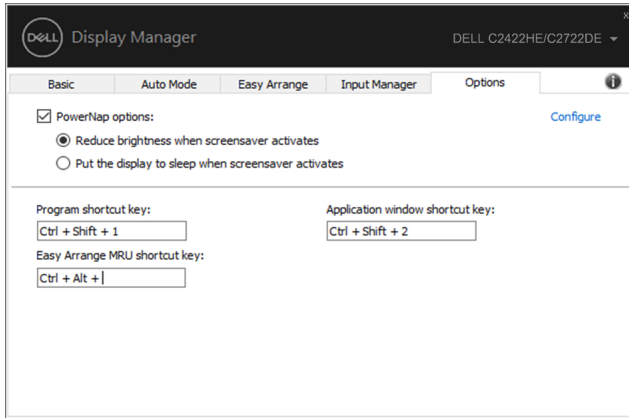 DELL Display Manager DELL C2422HE/C2722DE x
Basic Auto Mode Easy Arrange Input Manager Options
PowerNap options: Configure
Reduce brightness when screensaver activates
Put the display to sleep when screensaver activates
Program shortcut key: Application window shortcut key:
Ctrl + Shift + 1 Ctrl + Shift + 2
Easy Arrange MRU shortcut key:
Ctrl + Alt +